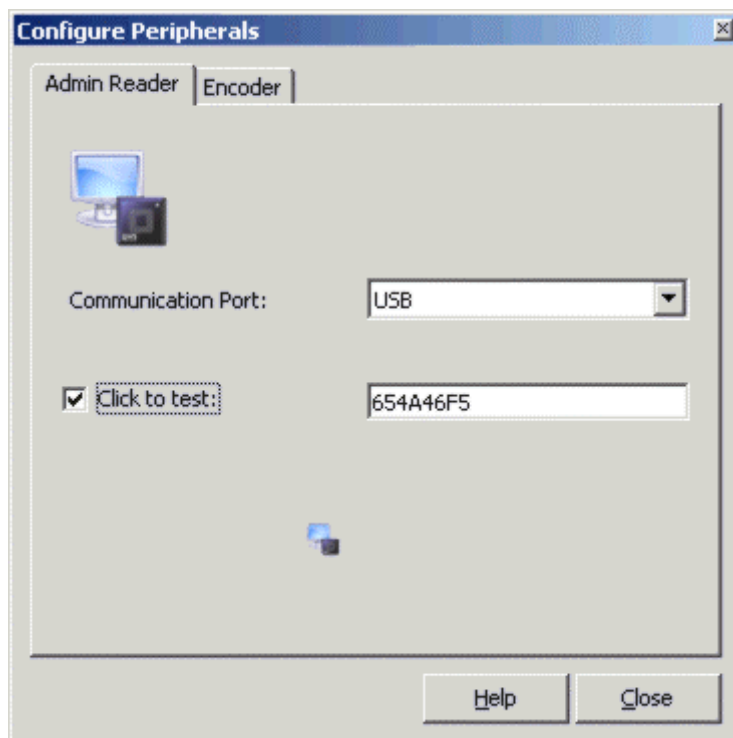 Configure Peripherals
Admin Reader
Encoder
Communication Port:
USB
Click to test:
654A46F5
Help
Close